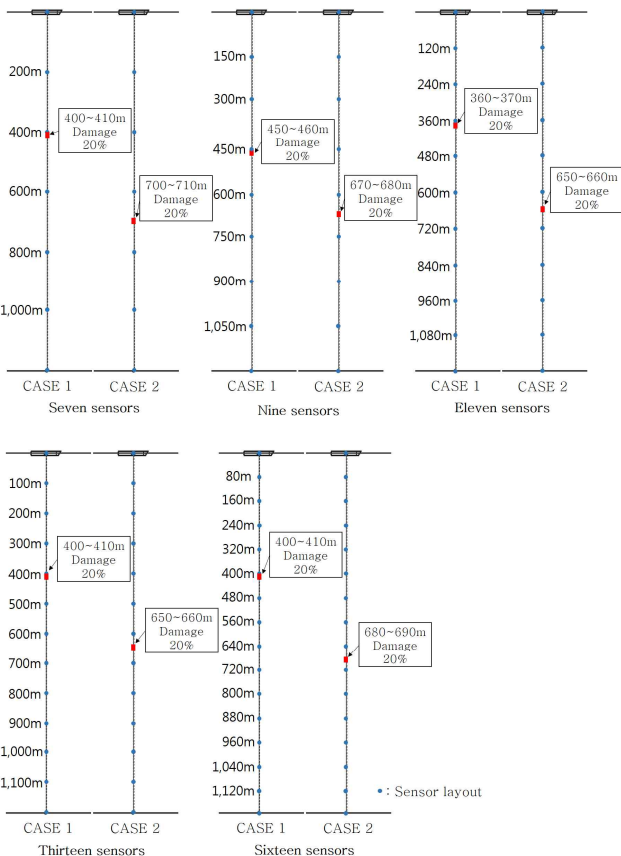 200m
400m
600m
800m
1,000m
400~410m
Damage
20%
700~710m
Damage
20%
CASE 1 CASE 2
Seven sensors
150m
300m
450m
600m
750m
900m
1,050m
450~460m
Damage
20%
670~680m
Damage
20%
CASE 1 CASE 2
Nine sensors
120m
240m
360m
480m
600m
720m
840m
960m
1,080m
360~370m
Damage
20%
650~660m
Damage
20%
CASE 1 CASE 2
Eleven sensors
100m
200m
300m
400m
500m
600m
700m
800m
900m
1,000m
1,100m
400~410m
Damage
20%
650~660m
Damage
20%
CASE 1 CASE 2
Thirteen sensors
80m
160m
240m
320m
400m
480m
560m
640m
720m
800m
880m
960m
1,040m
1,120m
400~410m
Damage
20%
680~690m
Damage
20%
CASE 1 CASE 2
Sixteen sensors
: Sensor layout